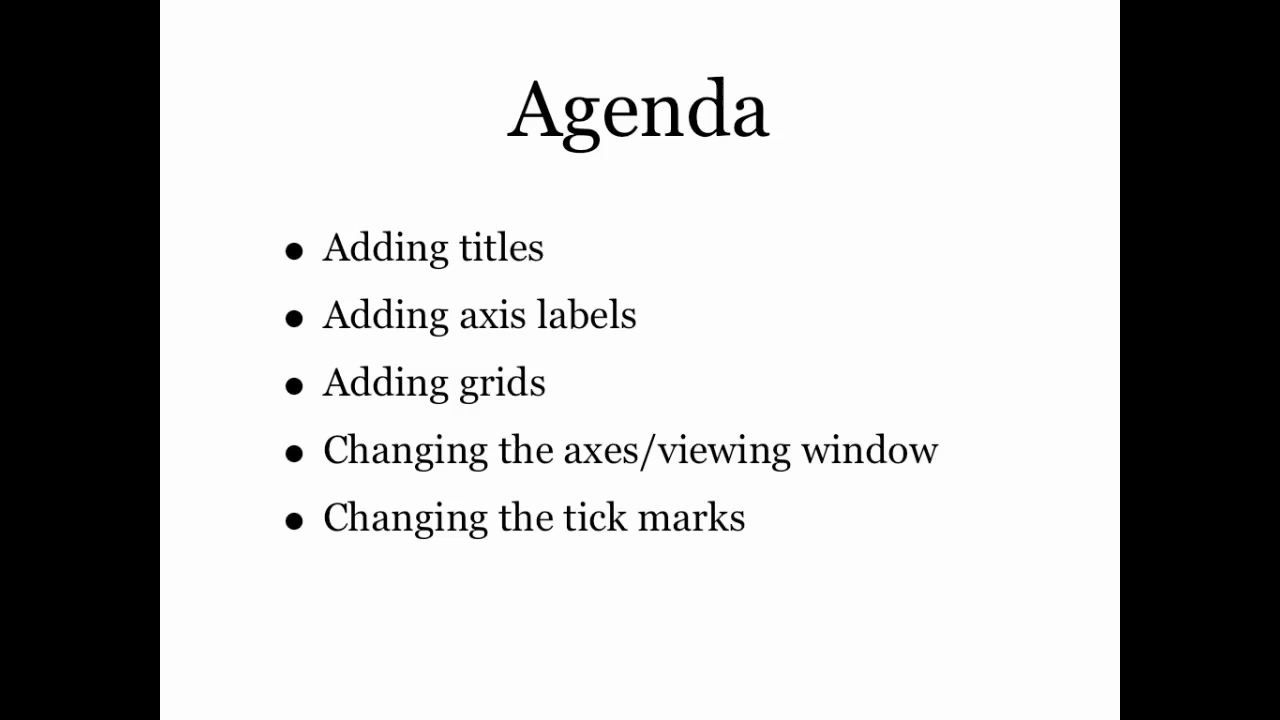 Agenda
• Adding titles
• Adding axis labels
• Adding grids
• Changing the axes/viewing window
• Changing the tick marks